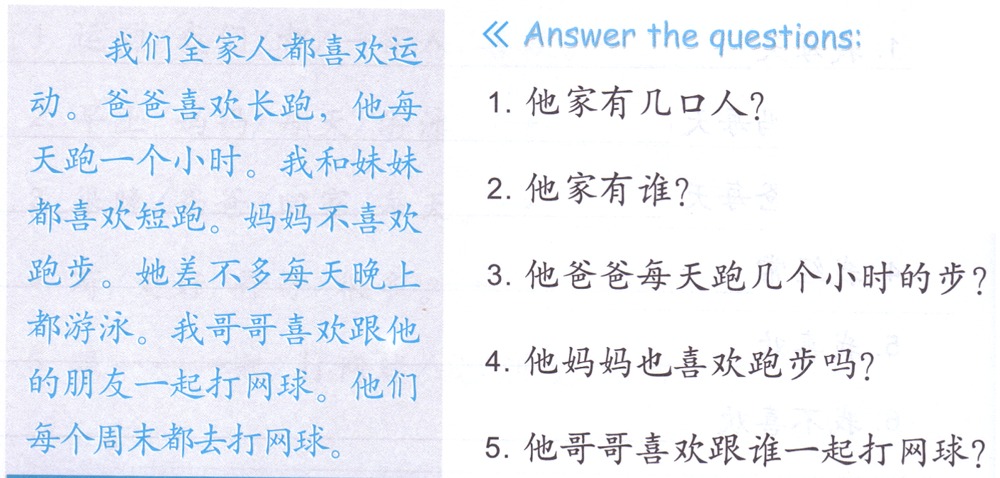 我们全家人都喜欢运
动。爸爸喜欢长跑，他每
天跑一个小时。我和妹妹
都喜欢短跑。妈妈不喜欢
跑步。她差不多每天晚上
都游泳。我哥哥喜欢跟他
的朋友一起打网球。他们
每个周末都去打网球。
« Answer the questions:
1. 他家有几口人?
2. 他家有谁?
3. 他爸爸每天跑几个小时的步?
4. 他妈妈也喜欢跑步吗?
5. 他哥哥喜欢跟谁一起打网球?